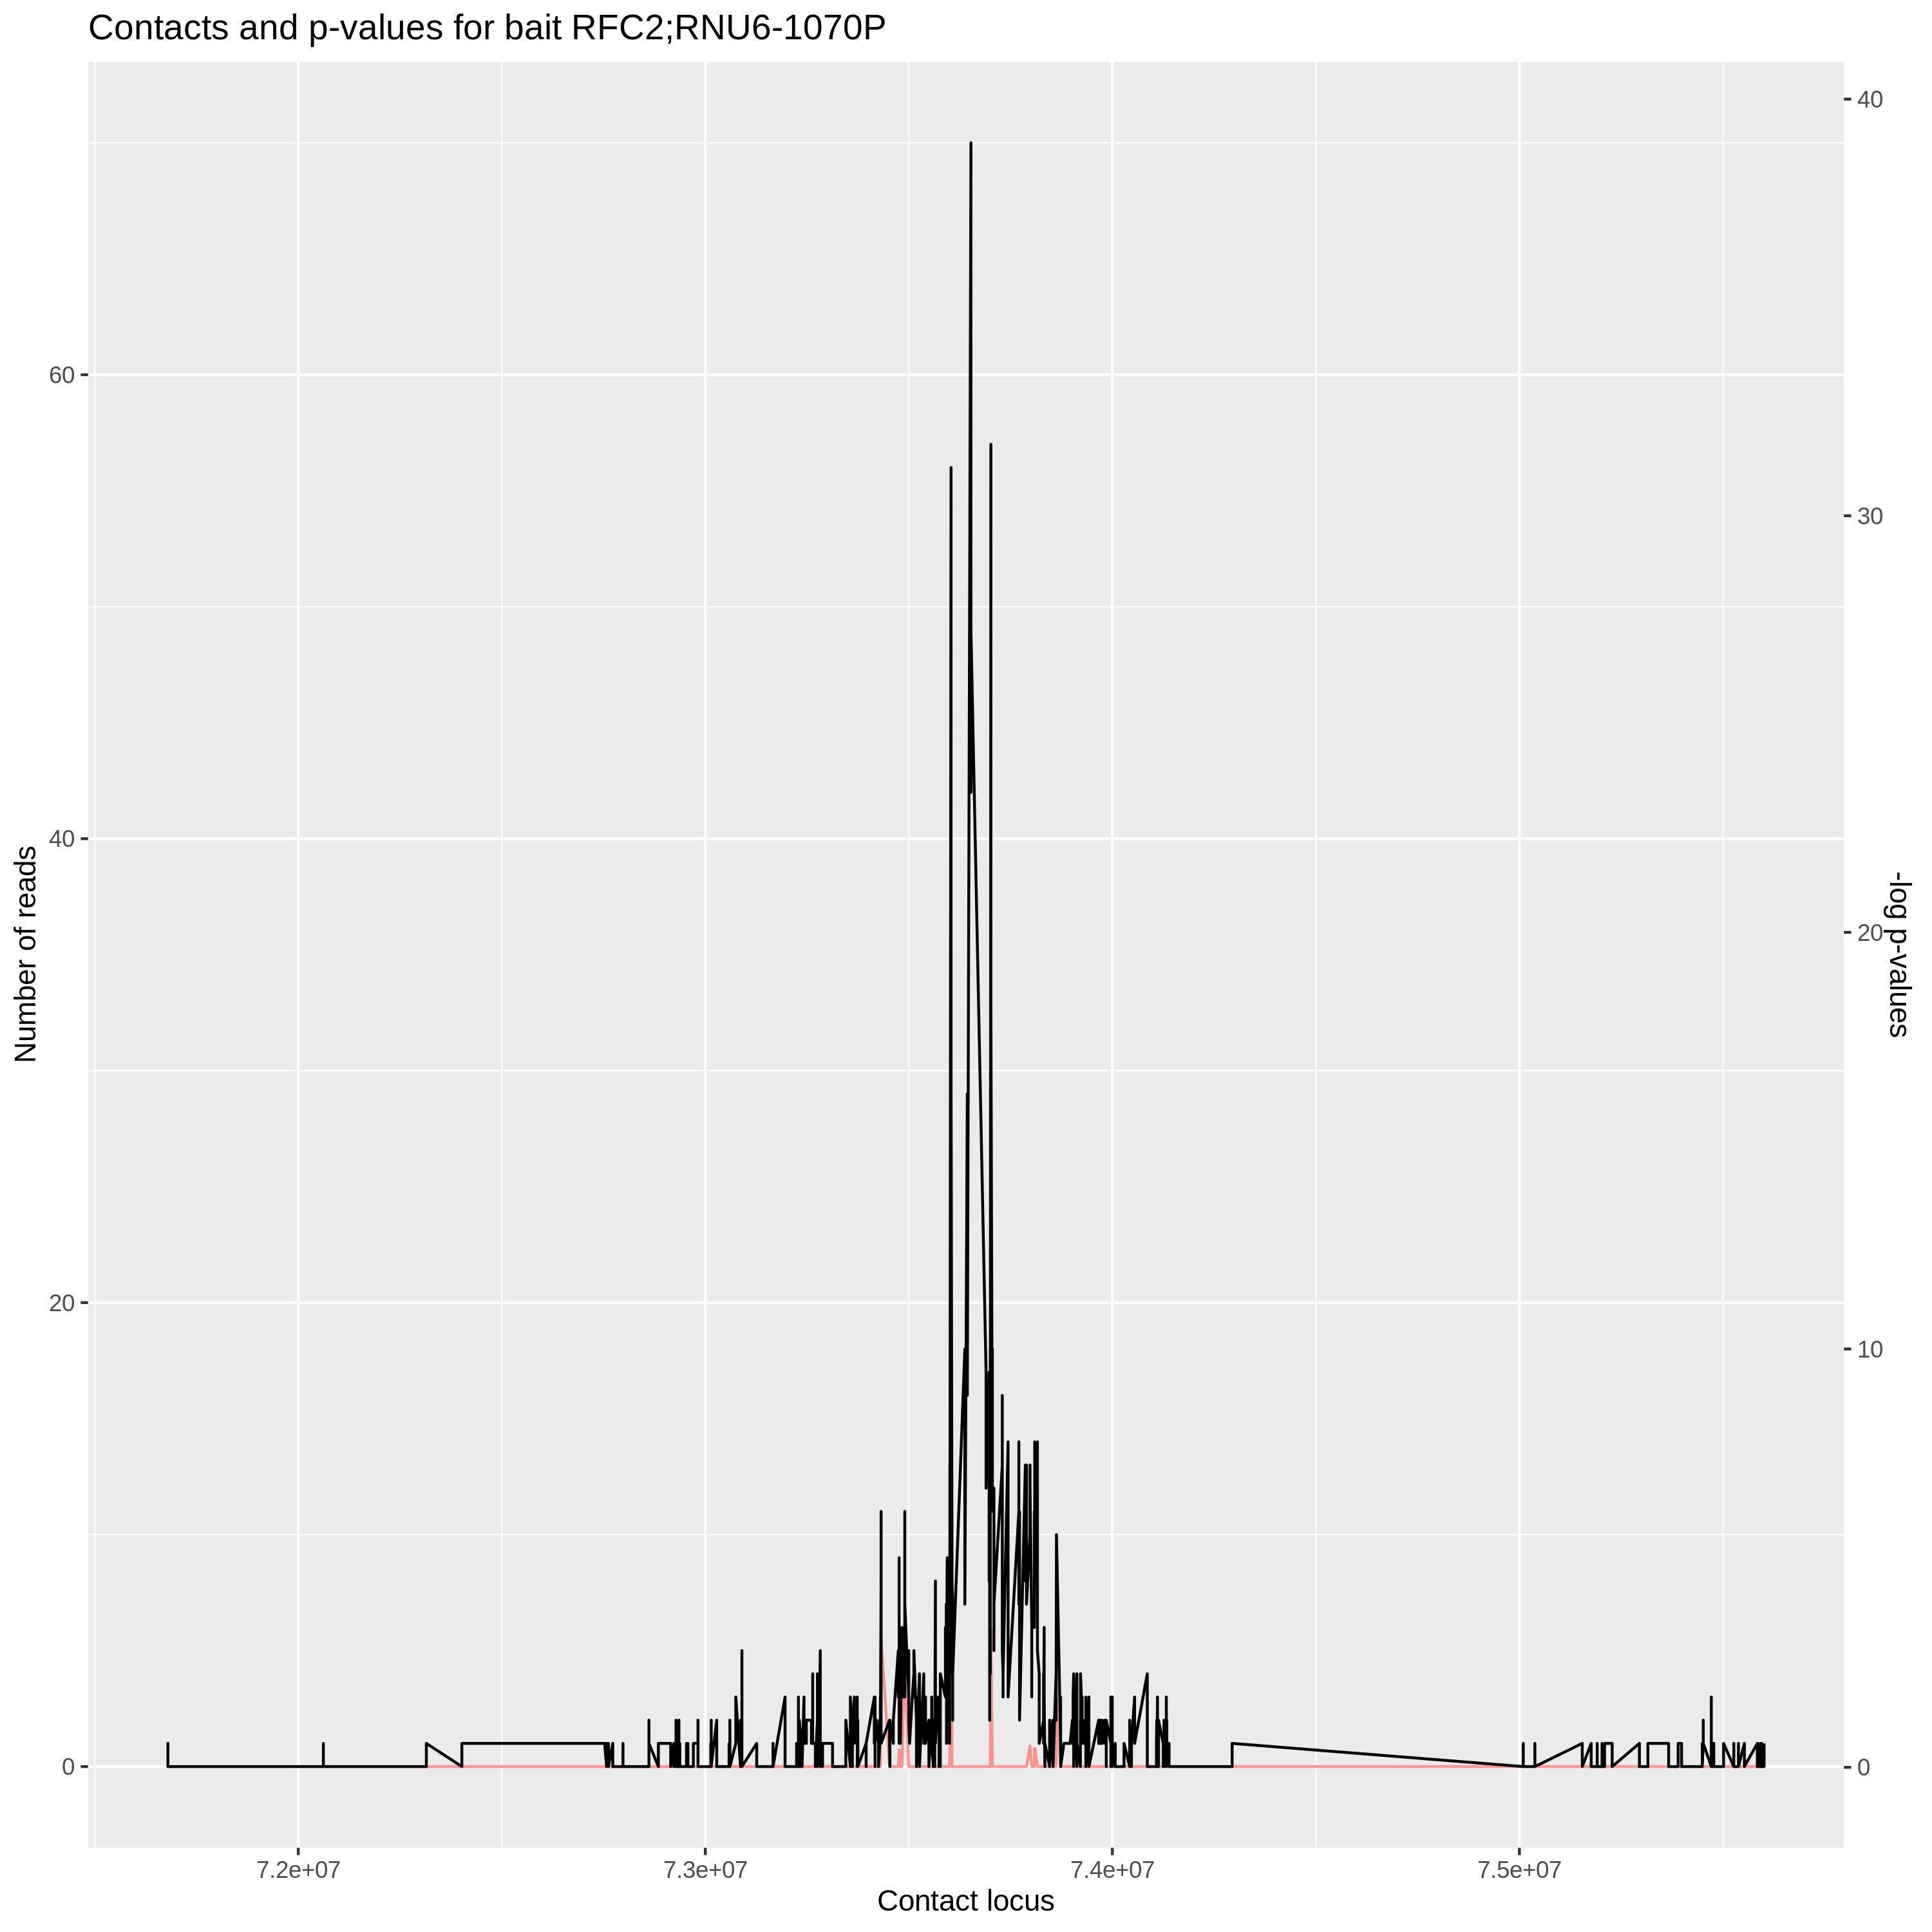 Contacts and p-values for bait RFC2;RNU6-1070P
40
60
30
40
20
20
10
0
0
Number of reads
-log p-values
7.2e+07
7.3e+07
7.4e+07
7.5e+07
Contact locus